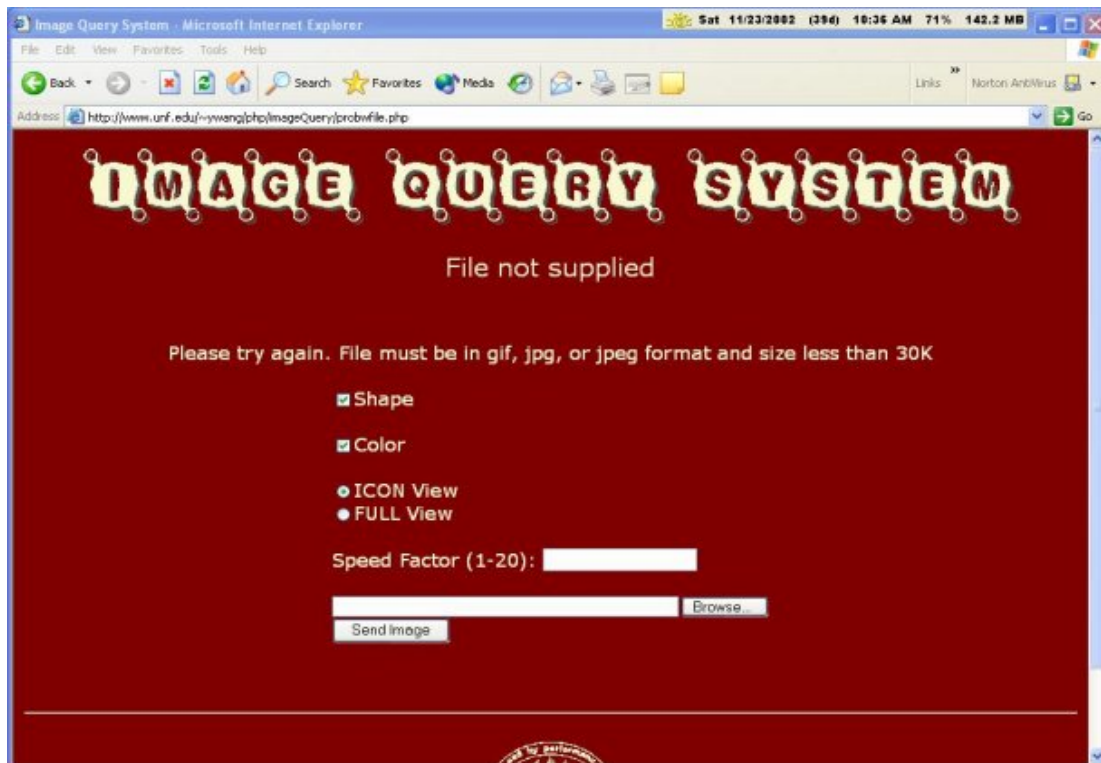 Image Query System - Microsoft Internet Explorer
Sat 11/23/2002 (39d) 10:36 AM 71% 142.2 MB
File Edit View Favorites Tools Help
Back Search Favorites Media Links » Norton AntiVirus
Address http://www.unf.edu/~ywang/php/imageQuery/probwfile.php Go
IMAGE QUERY SYSTEM
File not supplied
Please try again. File must be in gif, jpg, or jpeg format and size less than 30K
Shape
Color
ICON View
FULL View
Speed Factor (1-20):
Browse...
Send Image
by performance